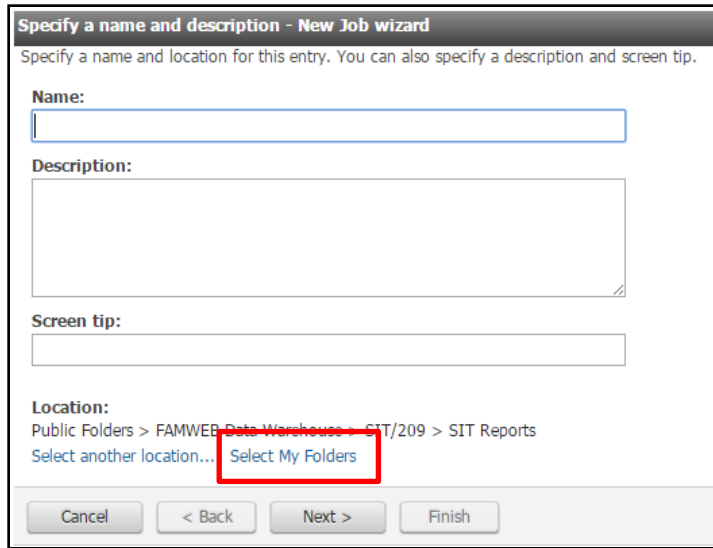 Specify a name and description - New Job wizard
Specify a name and location for this entry. You can also specify a description and screen tip.
Name:
Description:
Screen tip:
Location:
Public Folders > FAMWEB Data Warehouse > SIT/209 > SIT Reports
Select another location... Select My Folders
Cancel < Back Next > Finish